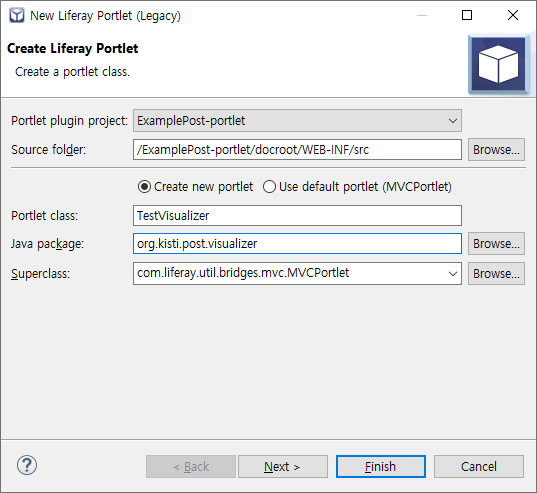 New Liferay Portlet (Legacy)
Create Liferay Portlet
Create a portlet class.
Portlet plugin project: ExamplePost-portlet
Source folder: /ExamplePost-portlet/docroot/WEB-INF/src Browse...
Create new portlet Use default portlet (MVCPortlet)
Portlet class: TestVisualizer
Java package: org.kisti.post.visualizer Browse...
Superclass: com.liferay.util.bridges.mvc.MVCPortlet Browse...
? < Back Next > Finish Cancel